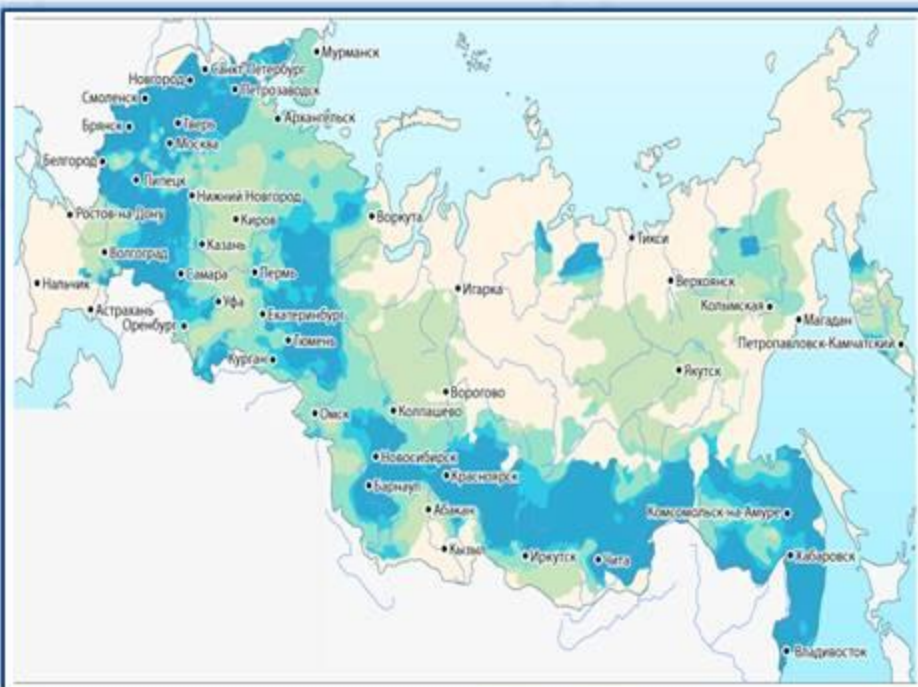 Мурманск
Санкт-Петербург
Новгород
Петрозаводск
Смоленск
Архангельск
Брянск
Тверь
Москва
Белгород
Липецк
Нижний Новгород
Ростов-на-Дону
Киров
Воркута
Волгоград
Казань
Тикси
Самара
Пермь
Нальчик
Верхоянск
Игарка
Уфа
Колымская
Астрахань
Екатеринбург
Магадан
Оренбург
Тюмень
Петропавловск-Камчатский
Курган
Якутск
Ворогово
Омск
Колпашево
Новосибирск
Красноярск
Барнаул
Абакан
Комсомольск-на-Амуре
Кызыл
Иркутск
Чита
Хабаровск
Владивосток